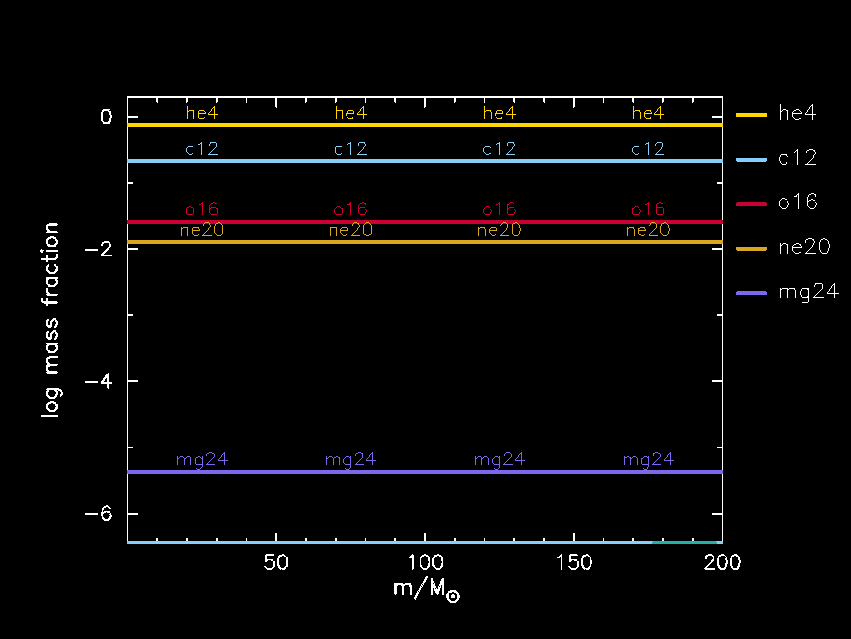 he4 he4 he4 he4
c12 c12 c12 c12
o16 o16 o16 o16
ne20 ne20 ne20 ne20
mg24 mg24 mg24 mg24
he4
c12
o16
ne20
mg24
0
−2
−4
−6
log mass fraction
50 100 150 200
m/M⊙